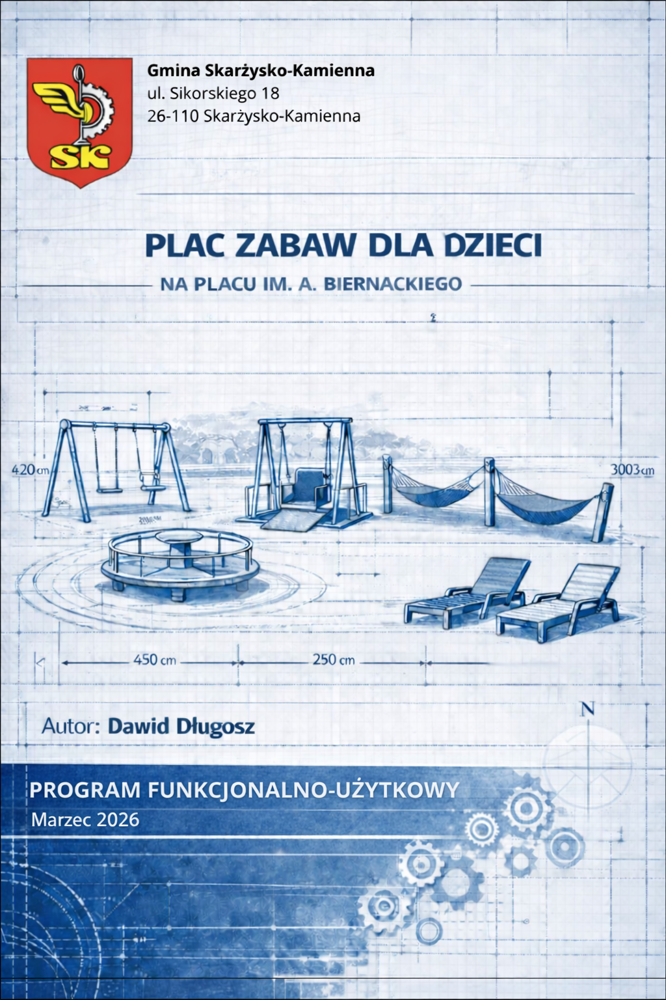 Gmina Skarżysko-Kamienna
ul. Sikorskiego 18
26-110 Skarżysko-Kamienna
SK
PLAC ZABAW DLA DZIECI
NA PLACU IM. A. BIERNACKIEGO
420 cm
3003 cm
450 cm
250 cm
N
Autor: Dawid Długosz
PROGRAM FUNKCJONALNO-UŻYTKOWY
Marzec 2026